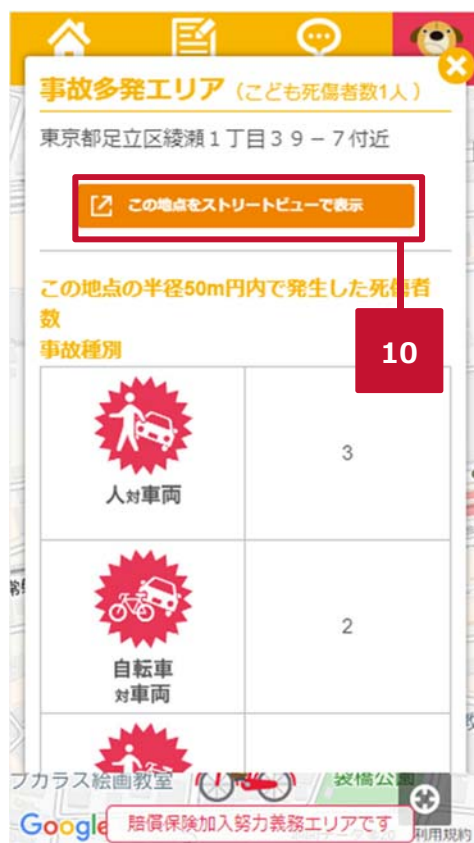 事故多発エリア（こども死傷者数1人）
東京都足立区綾瀬１丁目３９－７付近
この地点をストリートビューで表示
この地点の半径50m円内で発生した死傷者
数
事故種別
10
人対車両
3
自転車
対車両
2
カラス絵画教室
袋橋公
Google
賠償保険加入努力義務エリアです
利用規約